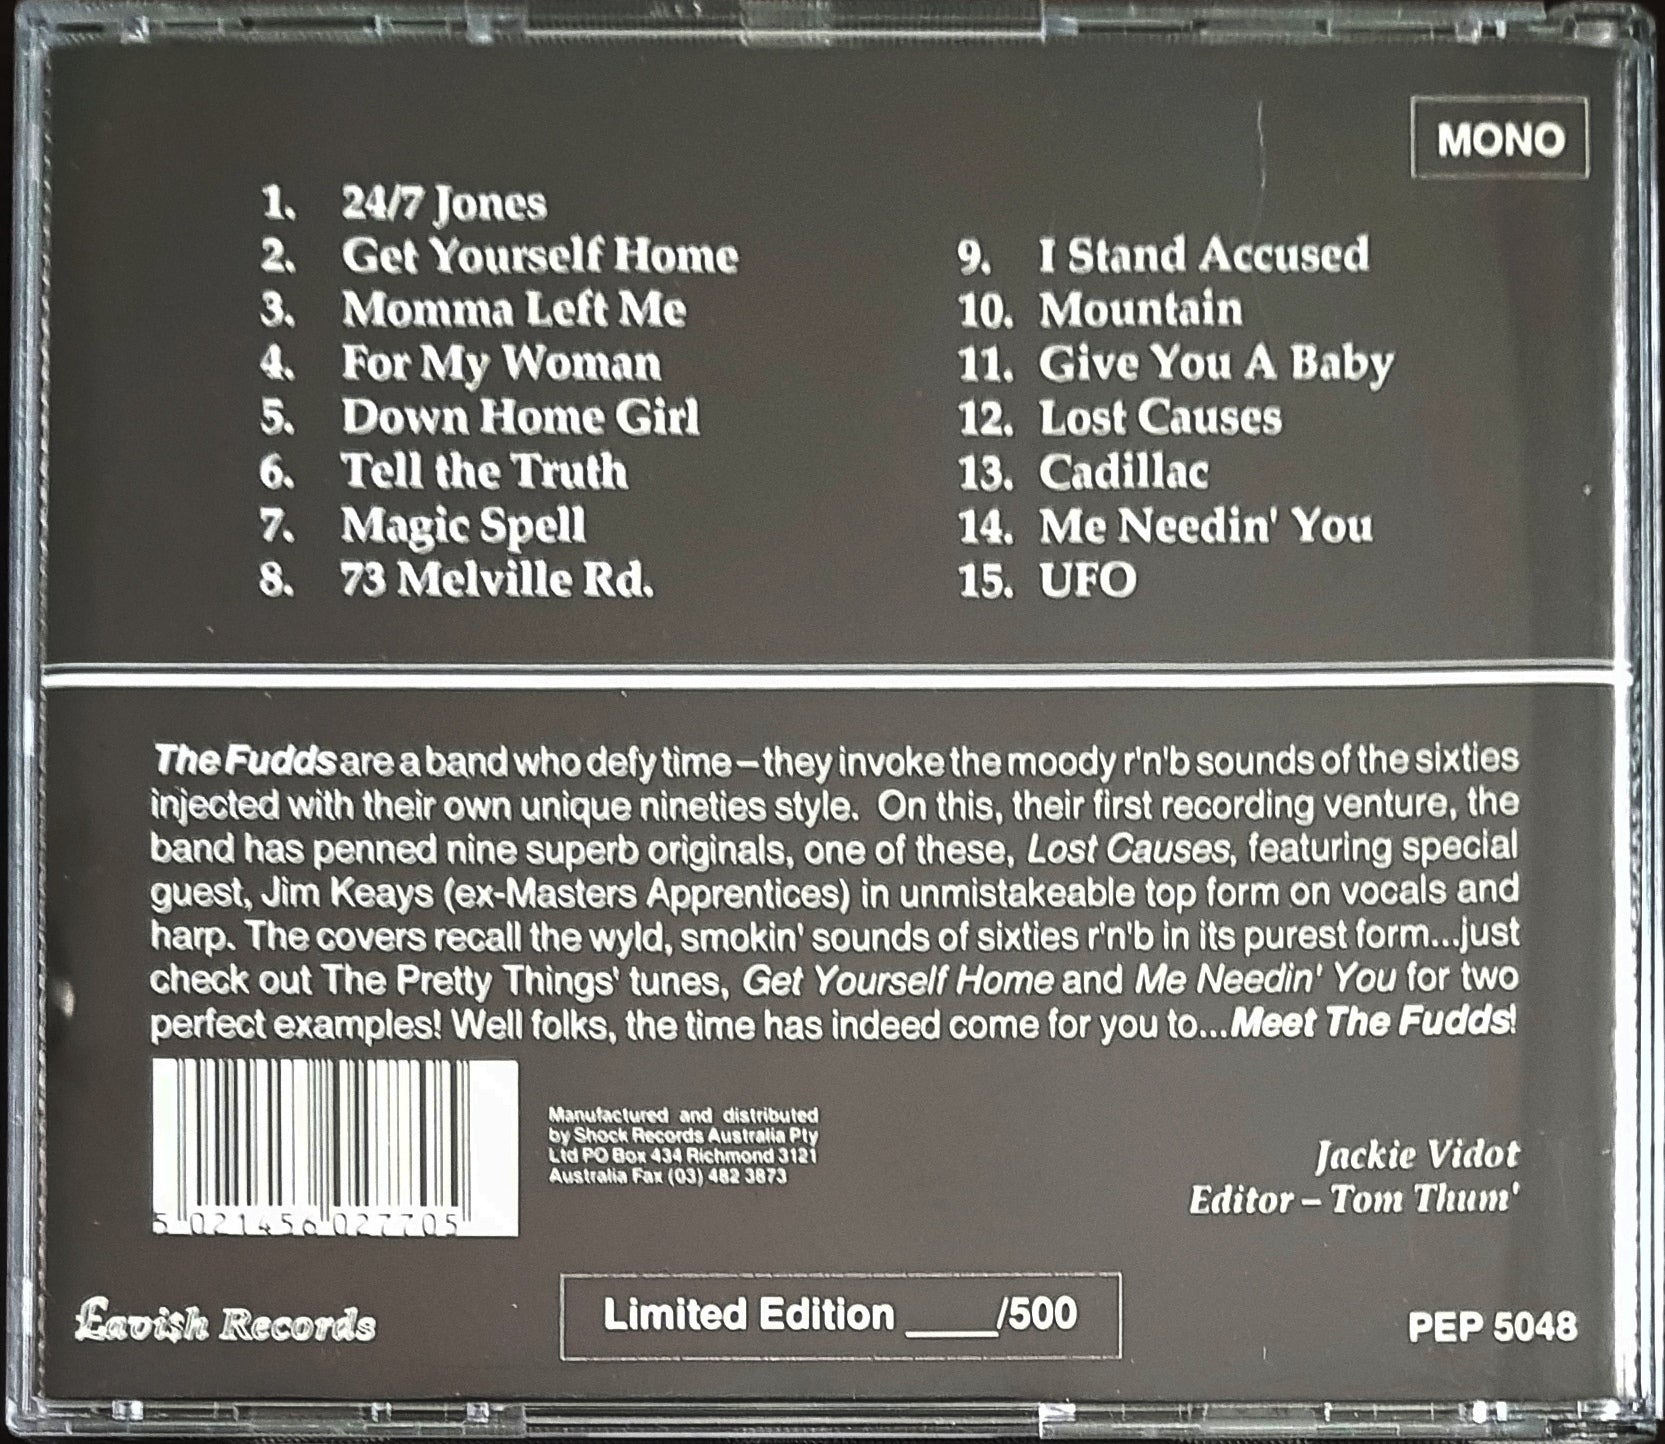 MONO
1. 24/7 Jones
2. Get Yourself Home
3. Momma Left Me
4. For My Woman
5. Down Home Girl
6. Tell the Truth
7. Magic Spell
8. 73 Melville Rd.
9. I Stand Accused
10. Mountain
11. Give You A Baby
12. Lost Causes
13. Cadillac
14. Me Needin' You
15. UFO
The Fudds are a band who defy time – they invoke the moody r'n'b sounds of the sixties
injected with their own unique nineties style. On this, their first recording venture, the
band has penned nine superb originals, one of these, Lost Causes, featuring special
guest, Jim Keays (ex-Masters Apprentices) in unmistakeable top form on vocals and
harp. The covers recall the wyld, smokin' sounds of sixties r'n'b in its purest form...just
check out The Pretty Things' tunes, Get Yourself Home and Me Needin' You for two
perfect examples! Well folks, the time has indeed come for you to...Meet The Fudds!
5 021456 027705
Manufactured and distributed
by Shock Records Australia Pty
Ltd PO Box 434 Richmond 3121
Australia Fax (03) 482 3873
Jackie Vidot
Editor – Tom Thum'
£avi$h Records
Limited Edition ____/500
PEP 5048